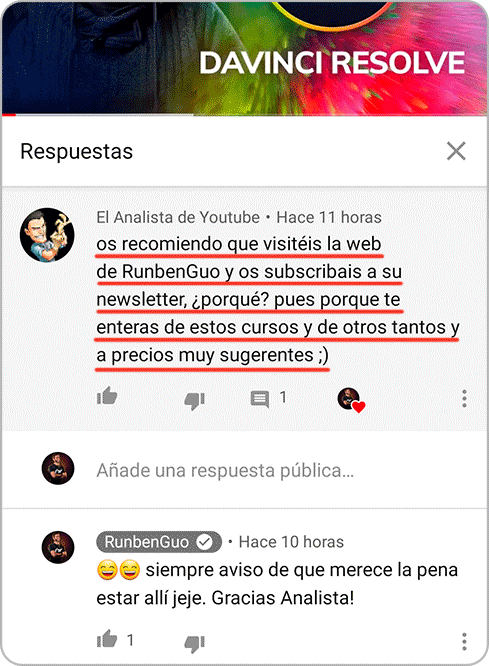 DAVINCI RESOLVE
Respuestas
El Analista de Youtube • Hace 11 horas
os recomiendo que visitéis la web
de RunbenGuo y os subscribais a su
newsletter, ¿porqué? pues porque te
enteras de estos cursos y de otros tantos y
a precios muy sugerentes ;)
1
Añade una respuesta pública...
RunbenGuo • Hace 10 horas
😄😄 siempre aviso de que merece la pena
estar allí jeje. Gracias Analista!
1